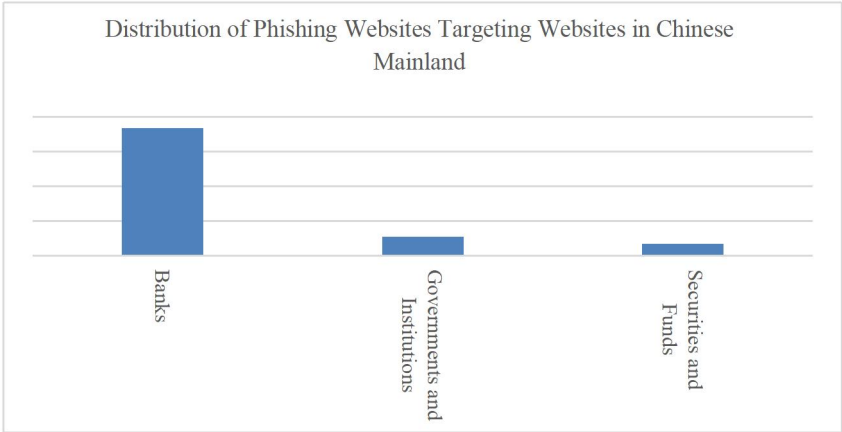 Distribution of Phishing Websites Targeting Websites in Chinese
Mainland
Banks
Governments and
Institutions
Securities and
Funds